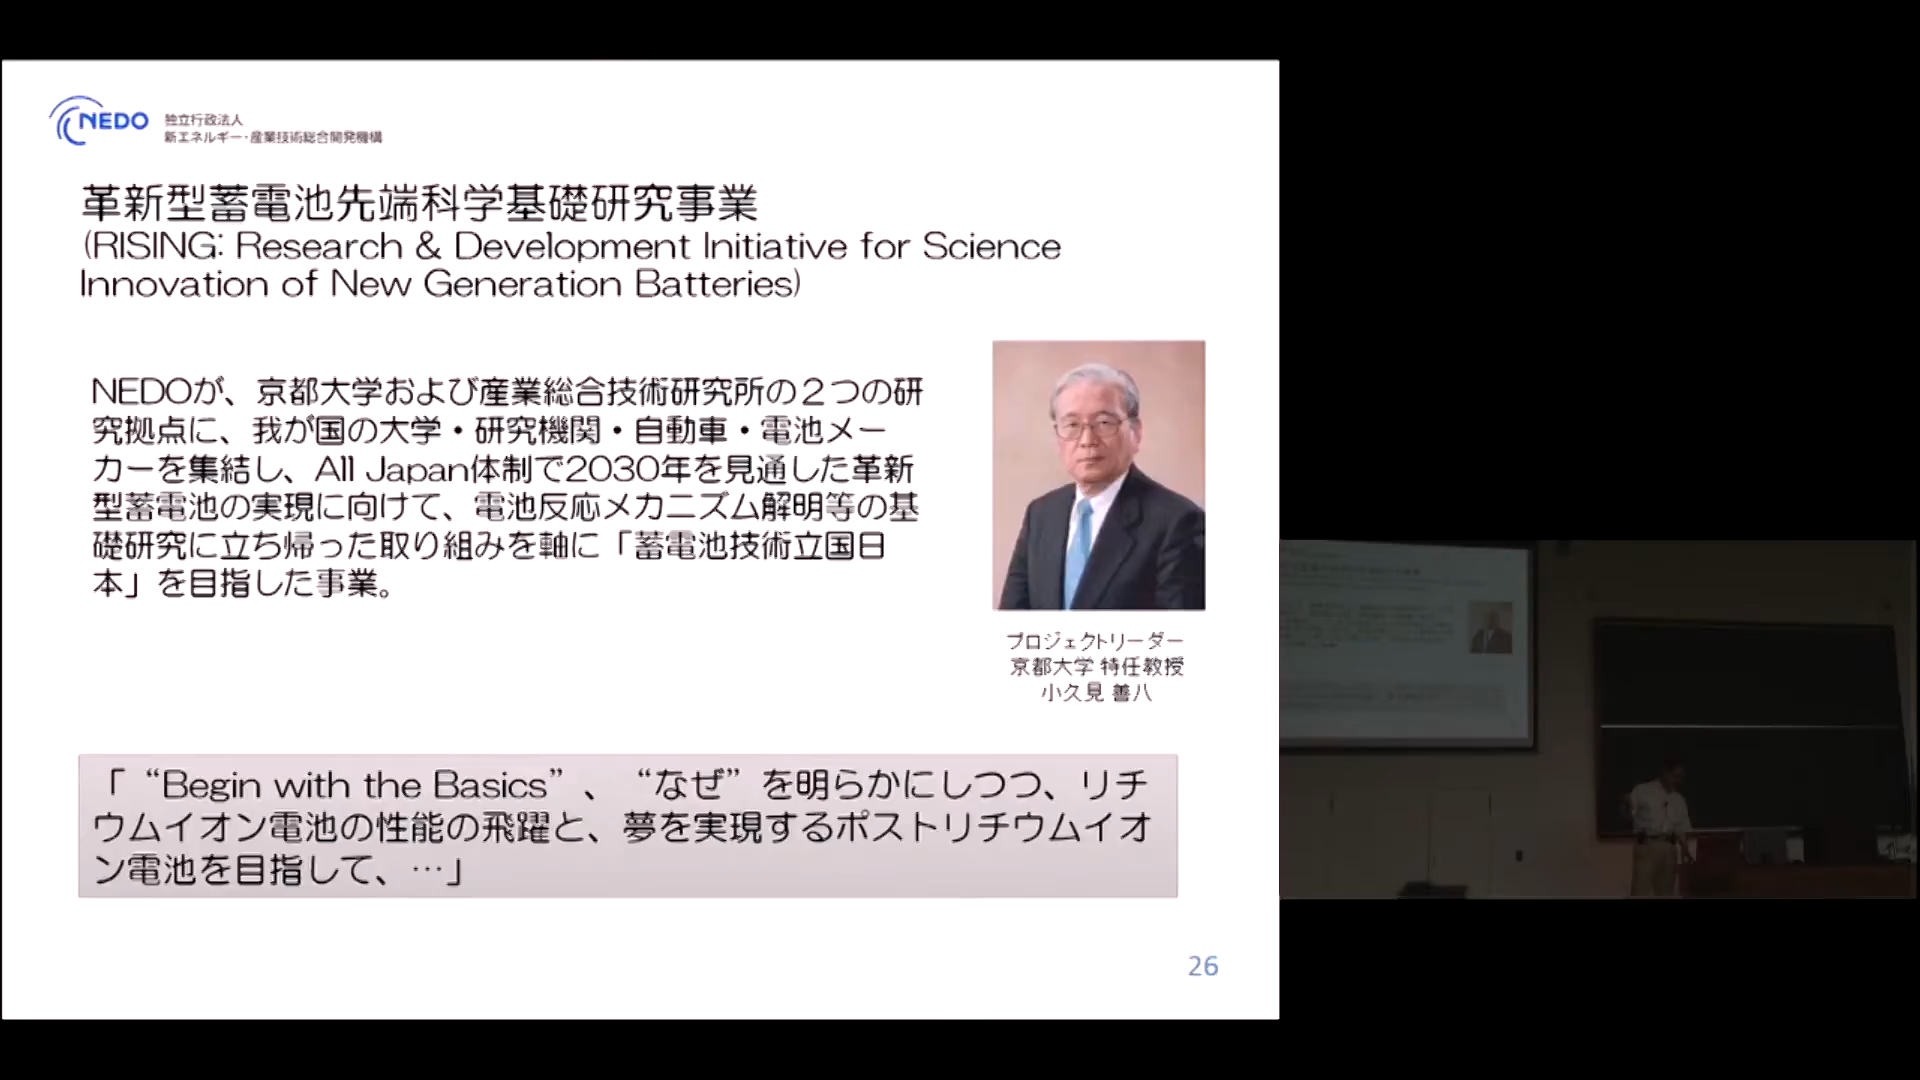 NEDO 独立行政法人
新エネルギー・産業技術総合開発機構
革新型蓄電池先端科学基礎研究事業
(RISING: Research & Development Initiative for Science
Innovation of New Generation Batteries)
NEDOが、京都大学および産業総合技術研究所の２つの研
究拠点に、我が国の大学・研究機関・自動車・電池メー
カーを集結し、All Japan体制で2030年を見通した革新
型蓄電池の実現に向けて、電池反応メカニズム解明等の基
礎研究に立ち帰った取り組みを軸に「蓄電池技術立国日
本」を目指した事業。
プロジェクトリーダー
京都大学 特任教授
小久見 善八
「“Begin with the Basics”、“なぜ”を明らかにしつつ、リチ
ウムイオン電池の性能の飛躍と、夢を実現するポストリチウムイオ
ン電池を目指して、…」
26